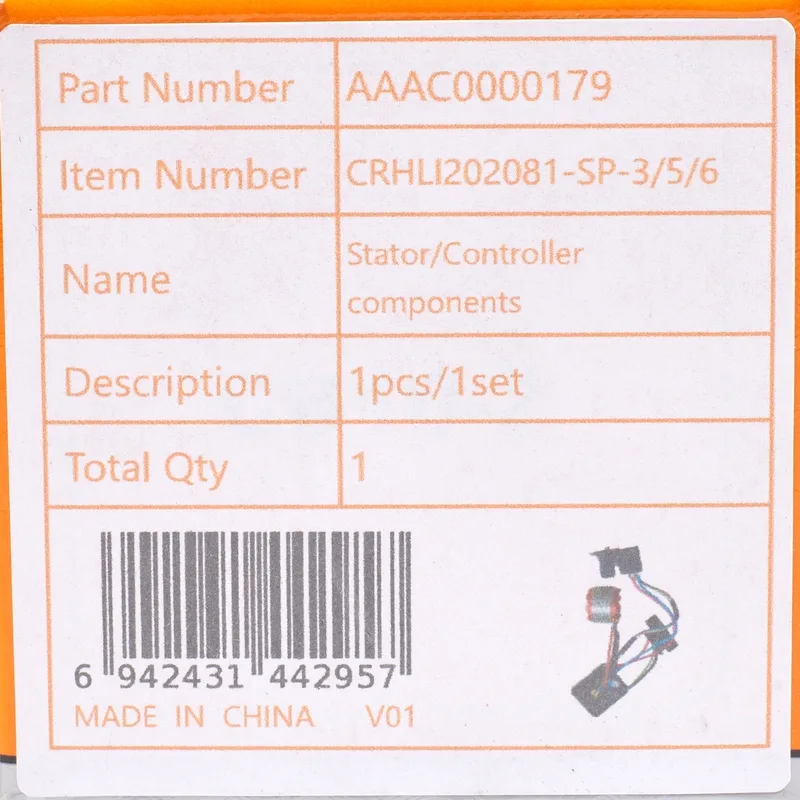 Part Number AAAC0000179
Item Number CRHLI202081-SP-3/5/6
Name Stator/Controller
components
Description 1pcs/1set
Total Qty 1
6 942431 442957
MADE IN CHINA V01